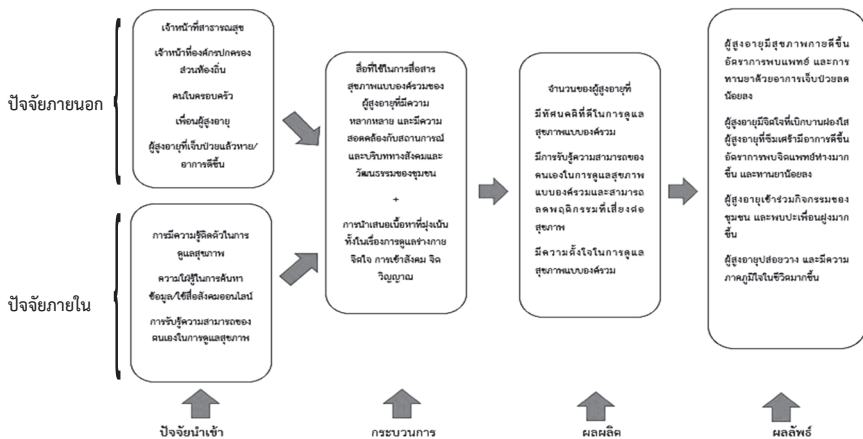 ปัจจัยภายนอก
เจ้าหน้าที่สาธารณสุข
เจ้าหน้าที่องค์กรปกครอง
ส่วนท้องถิ่น
คนในครอบครัว
เพื่อนผู้สูงอายุ
ผู้สูงอายุที่เจ็บป่วยแล้วหาย/
อาการดีขึ้น
ปัจจัยภายใน
การมีความรู้ติดตัวในการ
ดูแลสุขภาพ
ความใฝ่รู้ในการค้นหา
ข้อมูล/ใช้สื่อสังคมออนไลน์
การรับรู้ความสามารถของ
ตนเองในการดูแลสุขภาพ
สื่อที่ใช้ในการสื่อสาร
สุขภาพแบบองค์รวมของ
ผู้สูงอายุที่มีความ
หลากหลาย และมีความ
สอดคล้องกับสถานการณ์
และบริบททางสังคมและ
วัฒนธรรมของชุมชน
+
การนำเสนอเนื้อหาที่มุ่งเน้น
ทั้งในเรื่องการดูแลร่างกาย
จิตใจ การเข้าสังคม จิต
วิญญาณ
จำนวนของผู้สูงอายุที่
มีทัศนคติที่ดีในการดูแล
สุขภาพแบบองค์รวม
มีการรับรู้ความสามารถของ
ตนเองในการดูแลสุขภาพ
แบบองค์รวมและสามารถ
ลดพฤติกรรมที่เสี่ยงต่อ
สุขภาพ
มีความตั้งใจในการดูแล
สุขภาพแบบองค์รวม
ผู้สูงอายุมีสุขภาพกายดีขึ้น
อัตราการพบแพทย์ และการ
ทานยาด้วยอาการเจ็บป่วยลด
น้อยลง
ผู้สูงอายุมีจิตใจที่เบิกบานผ่องใส
ผู้สูงอายุที่ซึมเศร้ามีอาการดีขึ้น
อัตราการพบจิตแพทย์ห่างมาก
ขึ้น และทานยาน้อยลง
ผู้สูงอายุเข้าร่วมกิจกรรมของ
ชุมชน และพบปะเพื่อนฝูงมาก
ขึ้น
ผู้สูงอายุปล่อยวาง และมีความ
ภาคภูมิใจในชีวิตมากขึ้น
ปัจจัยนำเข้า
กระบวนการ
ผลผลิต
ผลลัพธ์